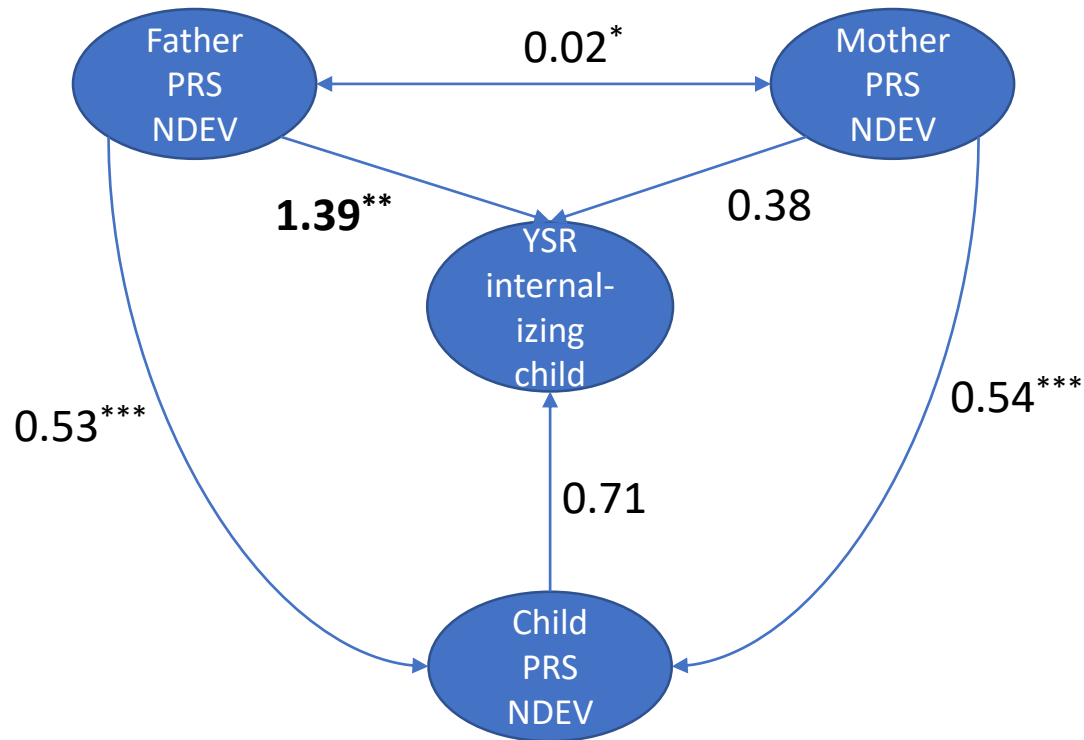 Father
PRS
NDEV
0.02*
Mother
PRS
NDEV
1.39**
0.38
YSR
internal-
izing
child
0.53***
0.54***
0.71
Child
PRS
NDEV